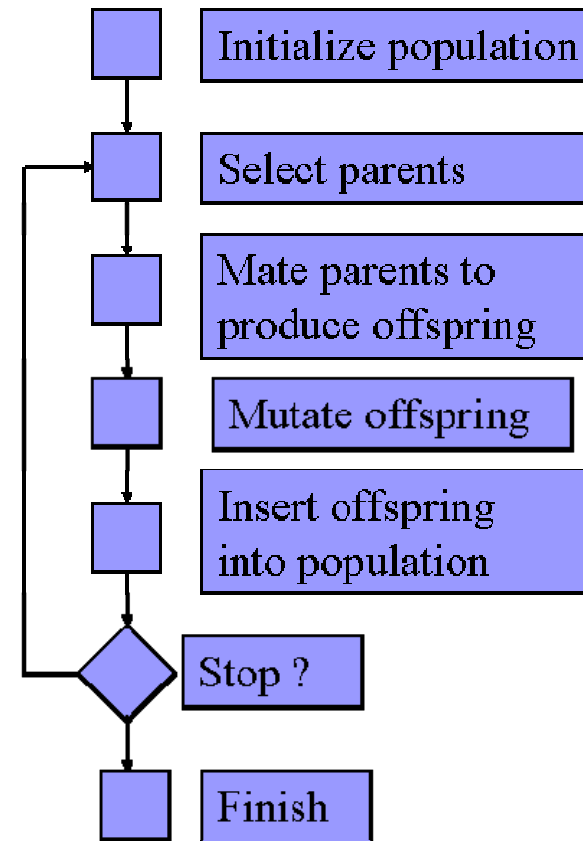 Initialize population
Select parents
Mate parents to
produce offspring
Mutate offspring
Insert offspring
into population
Stop ?
Finish